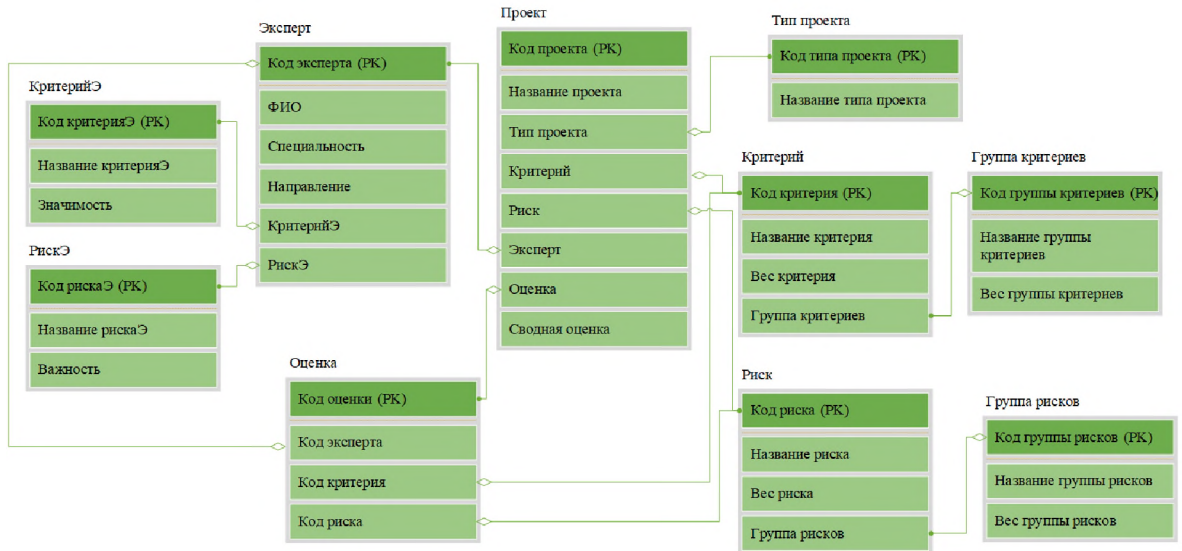 Эксперт
Код эксперта (PK)
ФИО
Специальность
Направление
КритерийЭ
РискЭ
КритерийЭ
Код критерияЭ (PK)
Название критерияЭ
Значимость
РискЭ
Код рискаЭ (PK)
Название рискаЭ
Важность
Проект
Код проекта (PK)
Название проекта
Тип проекта
Критерий
Риск
Эксперт
Оценка
Сводная оценка
Тип проекта
Код типа проекта (PK)
Название типа проекта
Критерий
Код критерия (PK)
Название критерия
Вес критерия
Группа критериев
Группа критериев
Код группы критериев (PK)
Название группы
критериев
Вес группы критериев
Оценка
Код оценки (PK)
Код эксперта
Код критерия
Код риска
Риск
Код риска (PK)
Название риска
Вес риска
Группа рисков
Группа рисков
Код группы рисков (PK)
Название группы рисков
Вес группы рисков